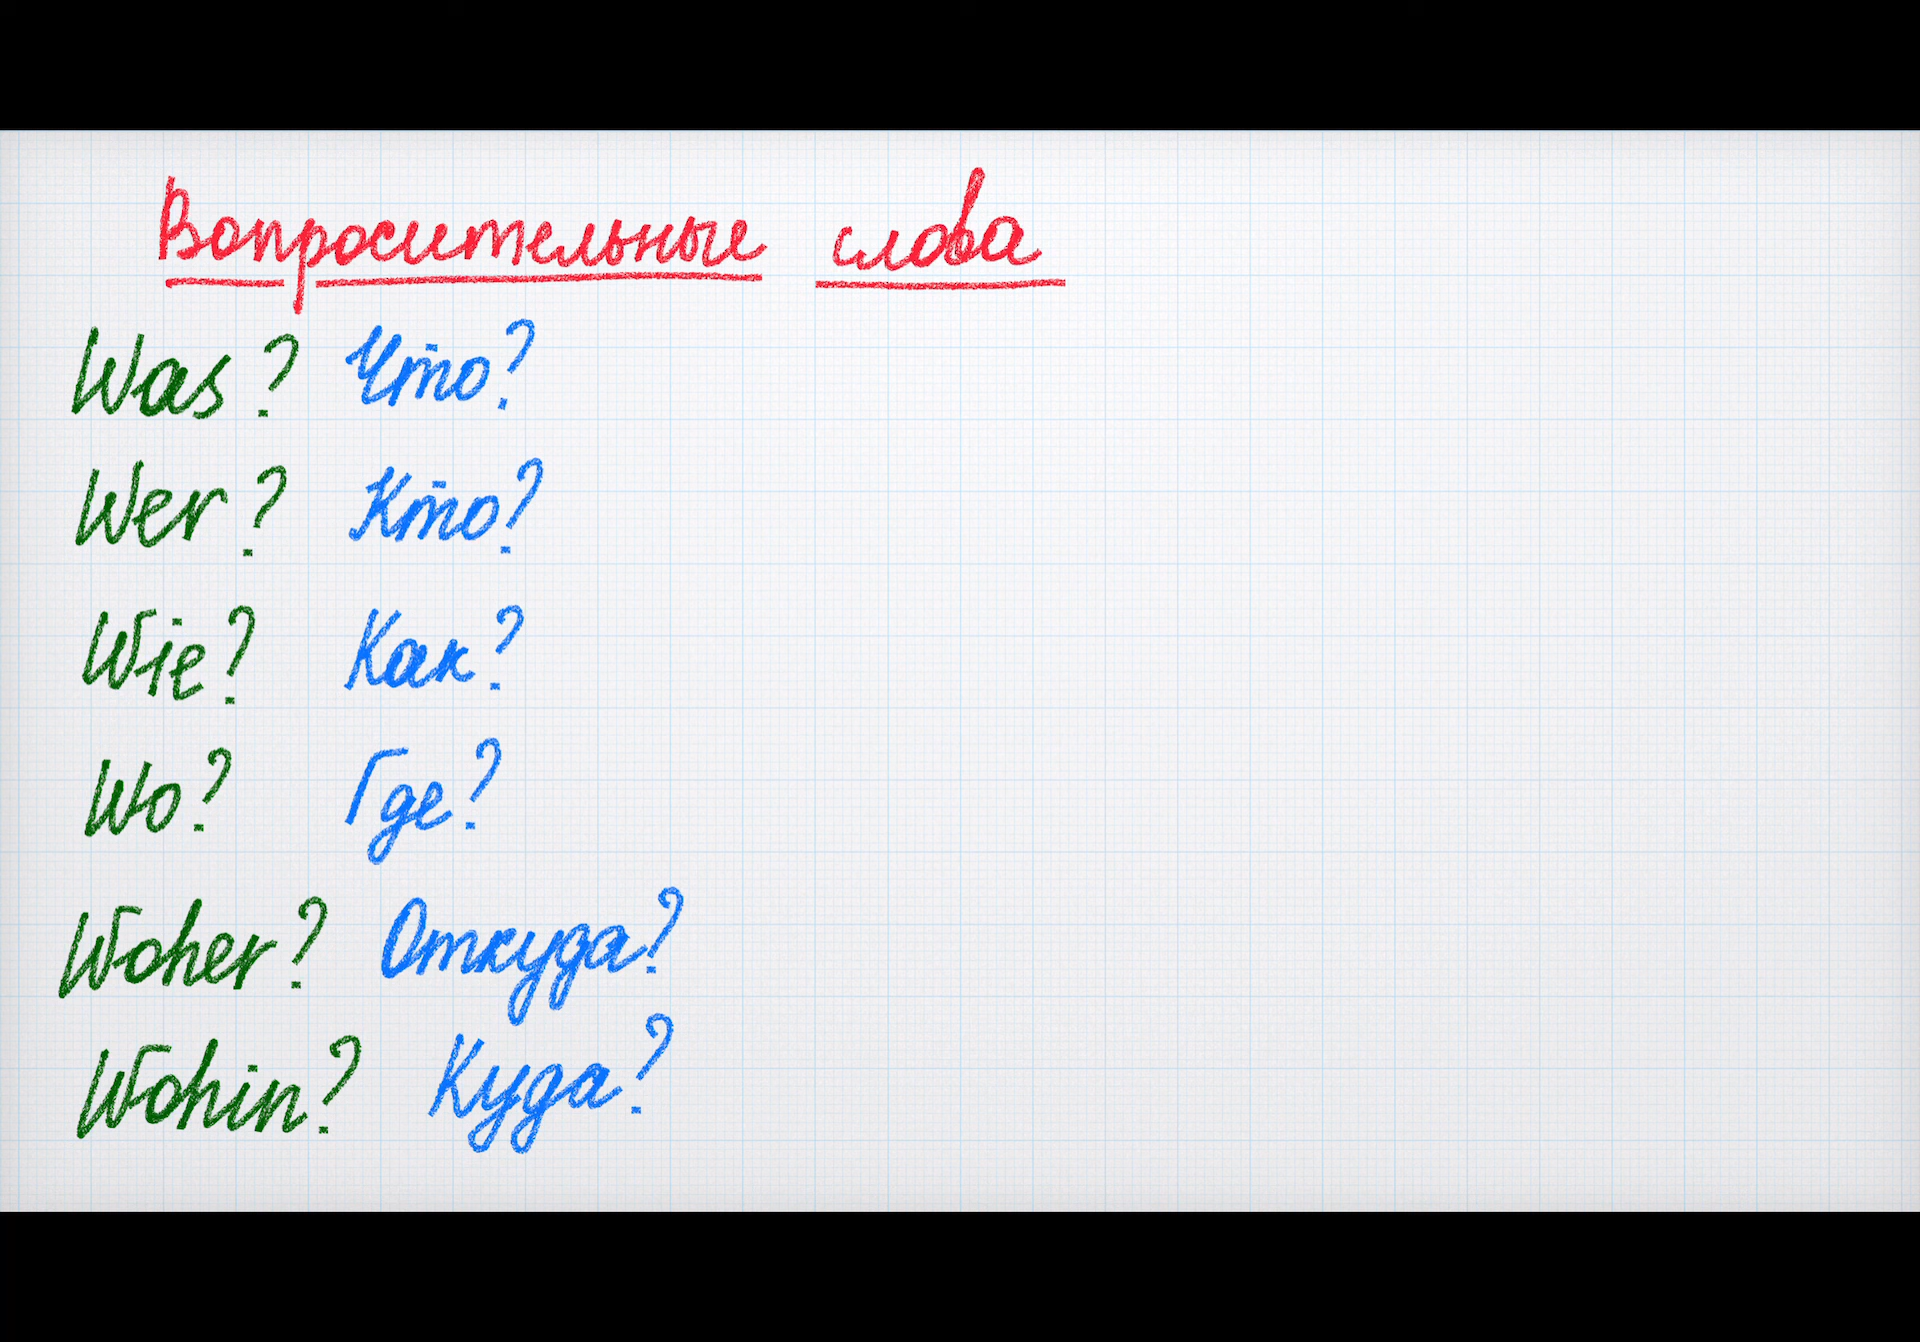 Вопросительные слова
Was? Что?
Wer? Кто?
Wie? Как?
Wo? Где?
Woher? Откуда?
Wohin? Куда?